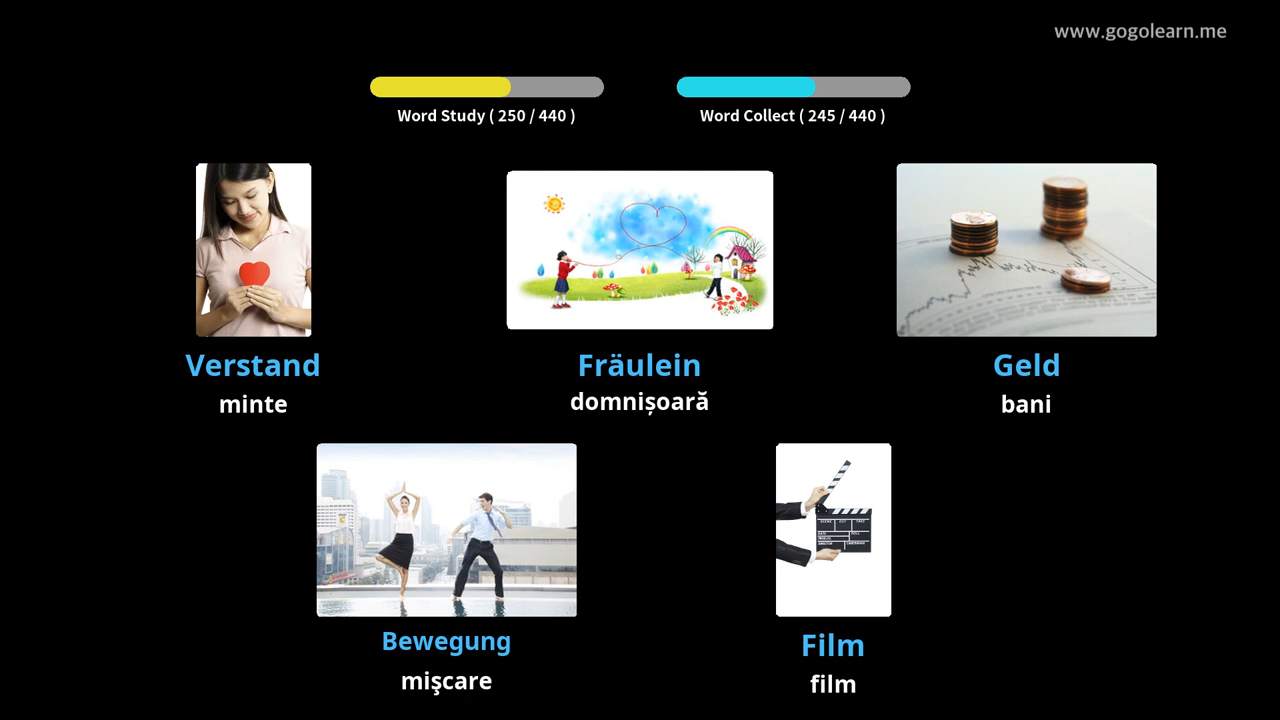 www.gogolearn.me
Word Study ( 250 / 440 )
Word Collect ( 245 / 440 )
Verstand
minte
Fräulein
domnișoară
Geld
bani
Bewegung
mişcare
Film
film